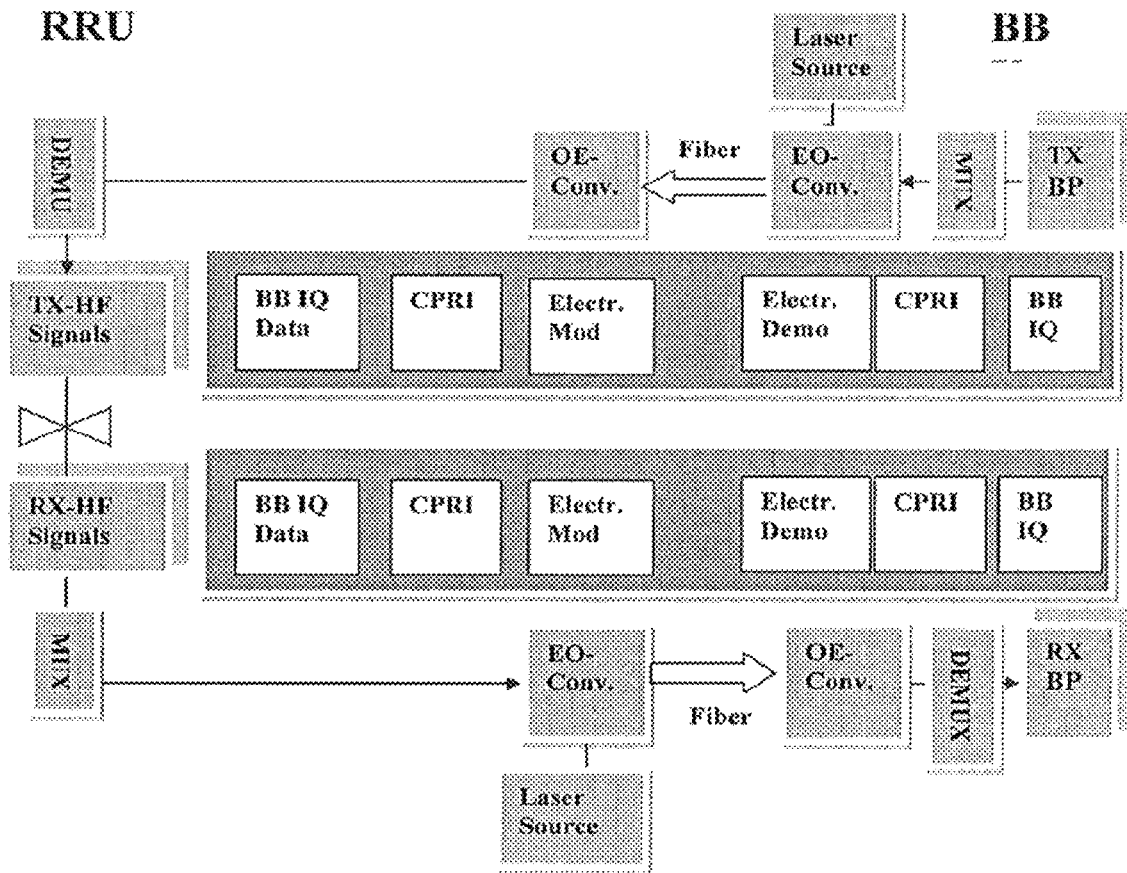 RRU
BB
Laser
Source
DEMU
OE-
Conv.
Fiber
EO-
Conv.
MUX
TX
BP
TX-HF
Signals
BB IQ
Data
CPRI
Electr.
Mod
Electr.
Demo
CPRI
BB
IQ
RX-HF
Signals
BB IQ
Data
CPRI
Electr.
Mod
Electr.
Demo
CPRI
BB
IQ
MUX
EO-
Conv.
Fiber
OE-
Conv.
DEMUX
RX
BP
Laser
Source